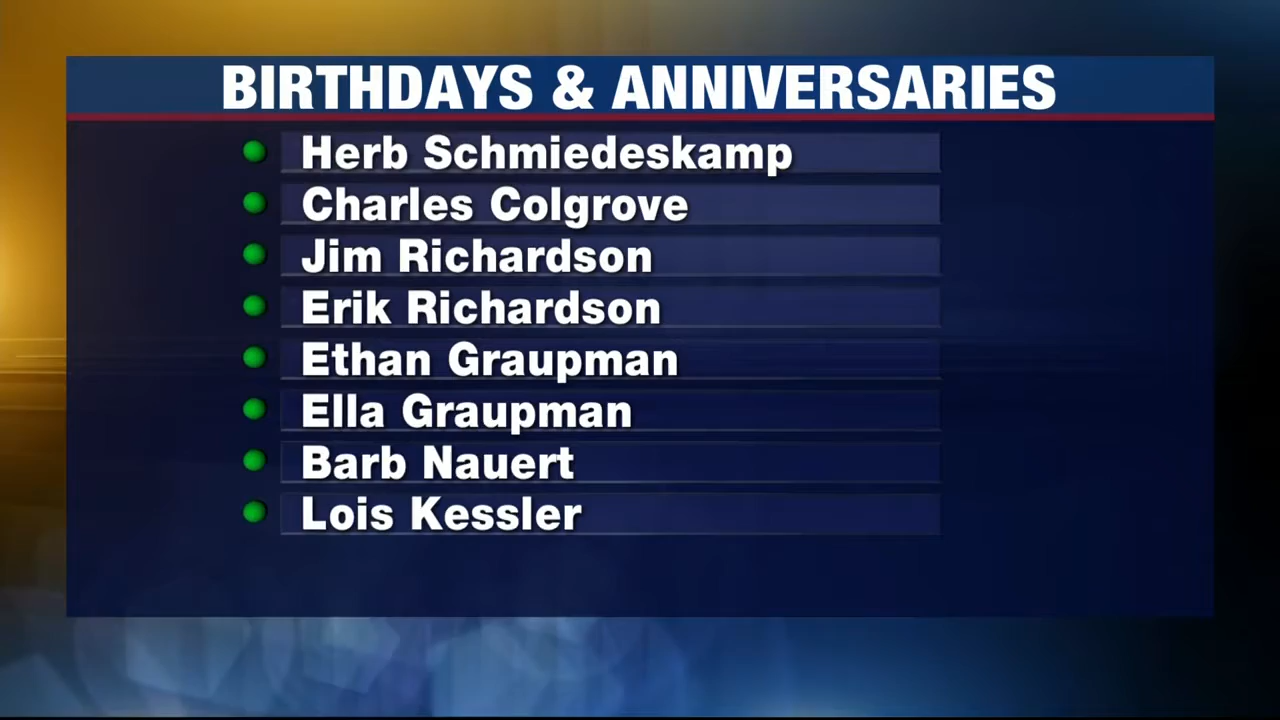 BIRTHDAYS & ANNIVERSARIES
Herb Schmiedeskamp
Charles Colgrove
Jim Richardson
Erik Richardson
Ethan Graupman
Ella Graupman
Barb Nauert
Lois Kessler